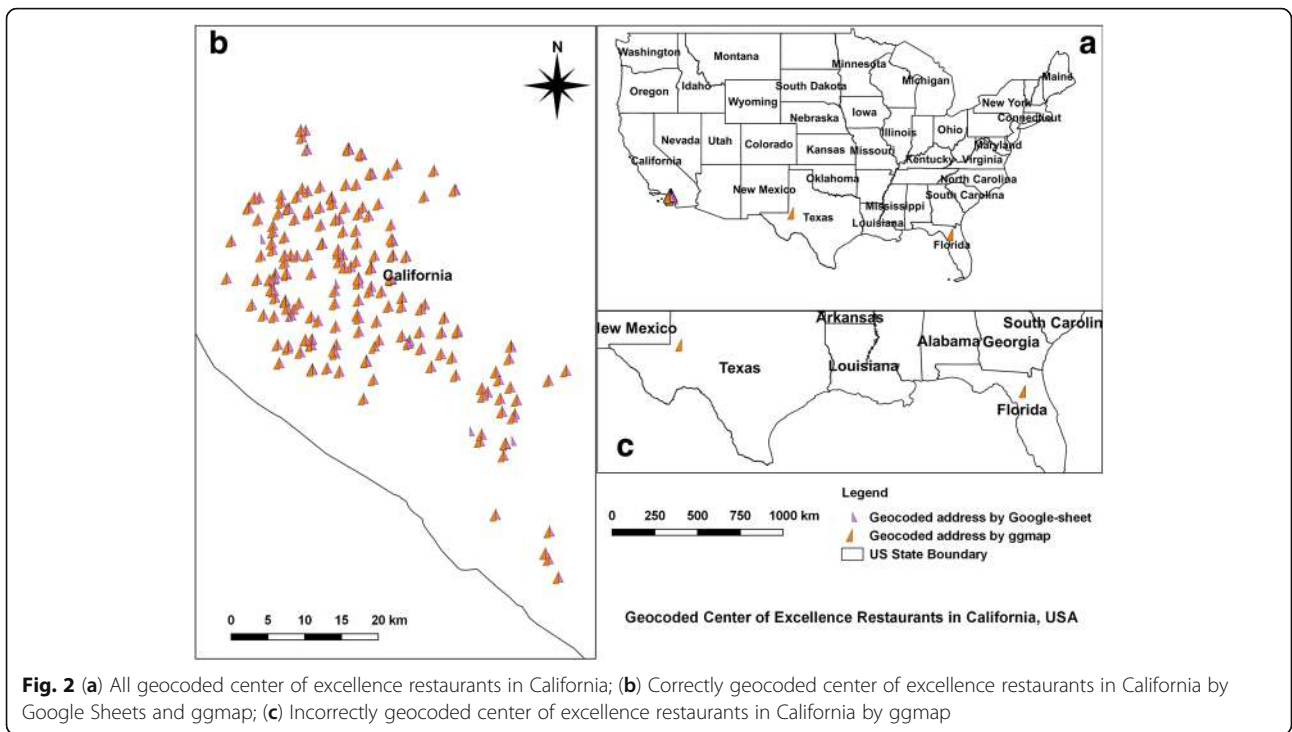 b
N
California
0 5 10 15 20 km
a
Washington
Montana
Minnesota
Maine
Oregon
Idaho
South Dakota
Michigan
Wyoming
New York
Connecticut
Iowa
Nebraska
Nevada
Utah
Colorado
Illinois
Ohio
Maryland
California
Kansas
Missouri
Kentucky
Virginia
New Mexico
Oklahoma
North Carolina
South Carolina
Mississippi
Texas
Louisiana
Florida
Arkansas
South Carolin
lew Mexico
Alabama
Georgia
Texas
Louisiana
Florida
c
Legend
0 250 500 750 1000 km
Geocoded address by Google-sheet
Geocoded address by ggmap
US State Boundary
Geocoded Center of Excellence Restaurants in California, USA
Fig. 2 (a) All geocoded center of excellence restaurants in California; (b) Correctly geocoded center of excellence restaurants in California by
Google Sheets and ggmap; (c) Incorrectly geocoded center of excellence restaurants in California by ggmap